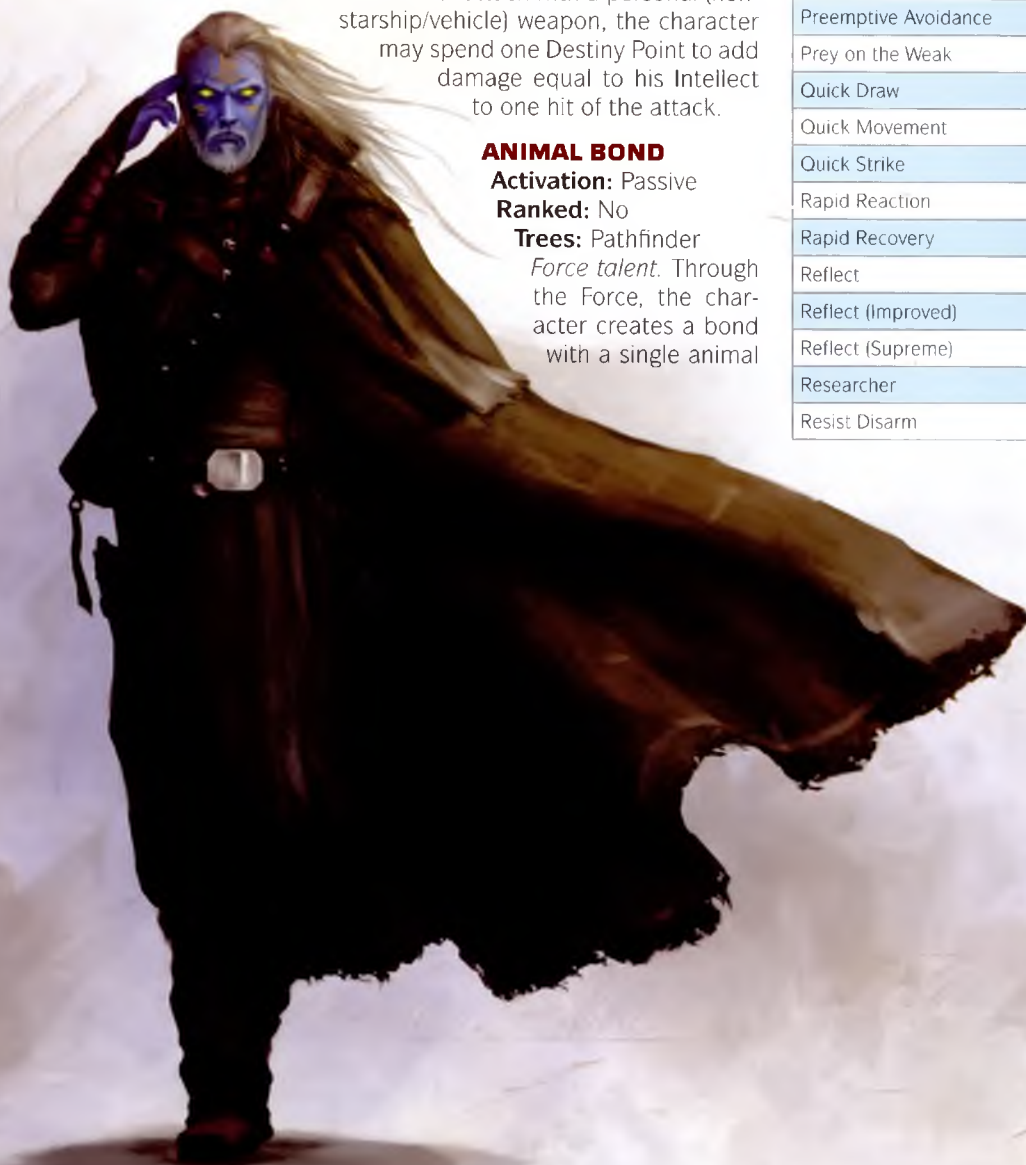 starship/vehicle) weapon, the character
may spend one Destiny Point to add
damage equal to his Intellect
to one hit of the attack.
ANIMAL BOND
Activation: Passive
Ranked: No
Trees: Pathfinder
Force talent. Through
the Force, the char-
acter creates a bond
with a single animal
Preemptive Avoidance
Prey on the Weak
Quick Draw
Quick Movement
Quick Strike
Rapid Reaction
Rapid Recovery
Reflect
Reflect (Improved)
Reflect (Supreme)
Researcher
Resist Disarm